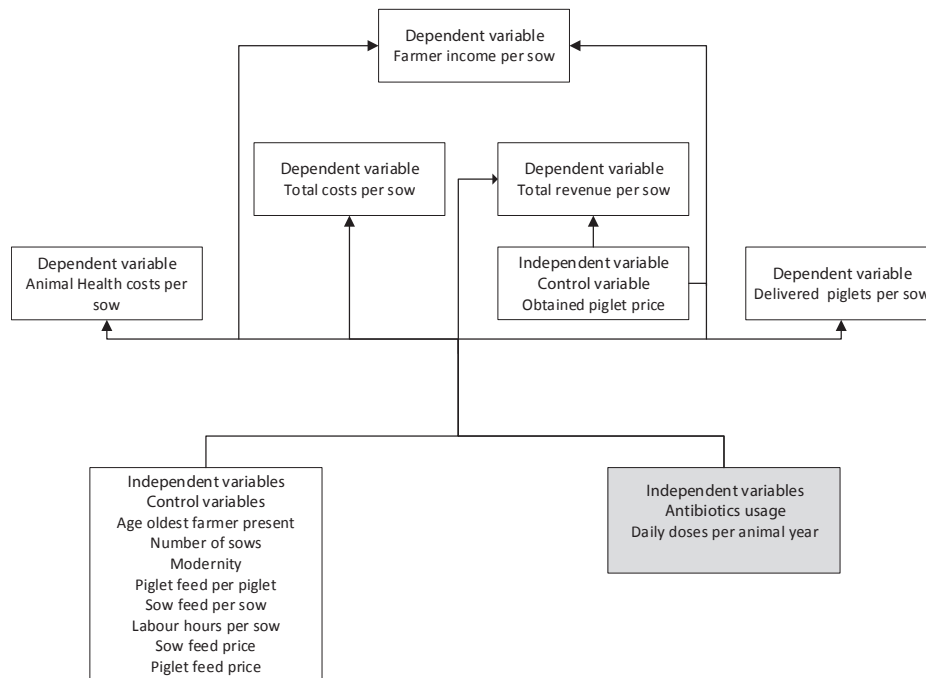 Dependent variable
Farmer income per sow
Dependent variable
Total costs per sow
Dependent variable
Total revenue per sow
Dependent variable
Animal Health costs per
sow
Independent variable
Control variable
Obtained piglet price
Dependent variable
Delivered piglets per sow
Independent variables
Control variables
Age oldest farmer present
Number of sows
Modernity
Piglet feed per piglet
Sow feed per sow
Labour hours per sow
Sow feed price
Piglet feed price
Independent variables
Antibiotics usage
Daily doses per animal year